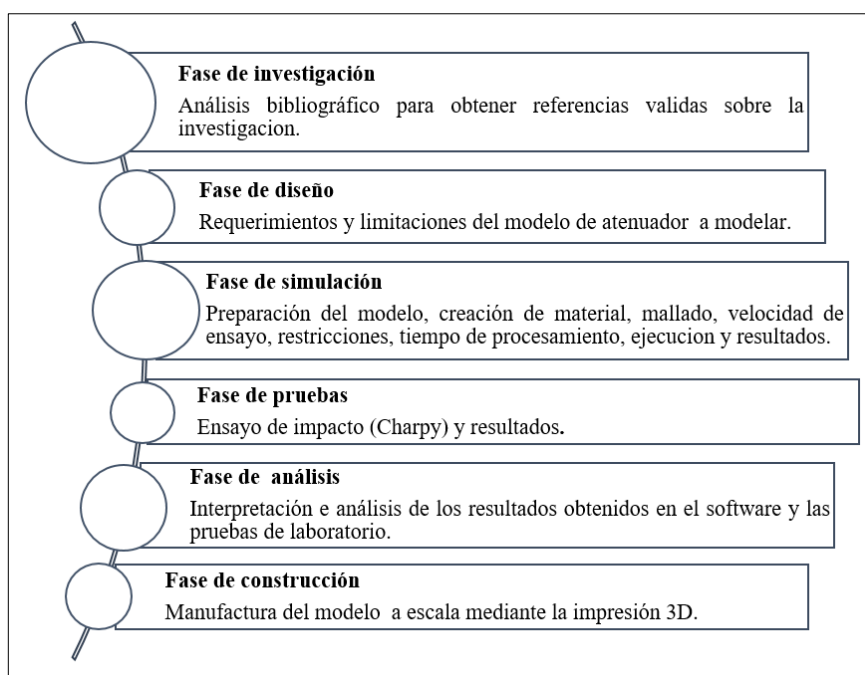 Fase de investigación
Análisis bibliográfico para obtener referencias validas sobre la
investigacion.
Fase de diseño
Requerimientos y limitaciones del modelo de atenuador a modelar.
Fase de simulación
Preparación del modelo, creación de material, mallado, velocidad de
ensayo, restricciones, tiempo de procesamiento, ejecucion y resultados.
Fase de pruebas
Ensayo de impacto (Charpy) y resultados.
Fase de análisis
Interpretación e análisis de los resultados obtenidos en el software y las
pruebas de laboratorio.
Fase de construcción
Manufactura del modelo a escala mediante la impresión 3D.